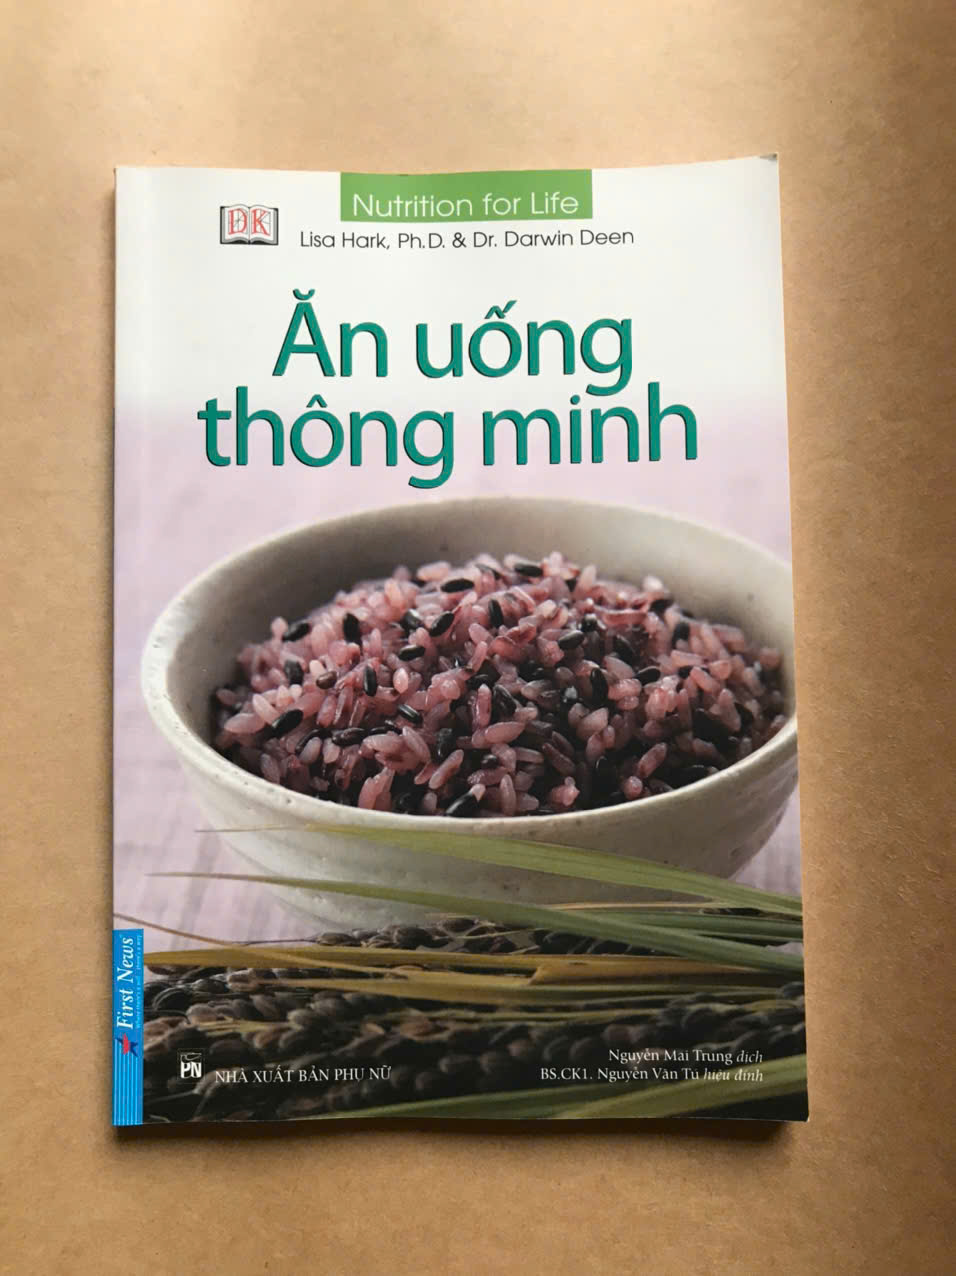 Nutrition for Life
DK
Lisa Hark, Ph.D. & Dr. Darwin Deen
Ăn uống
thông minh
First News
PN
NHÀ XUẤT BẢN PHỤ NỮ
Nguyễn Mai Trung dịch
BS.CK1. Nguyễn Văn Tú hiệu đính